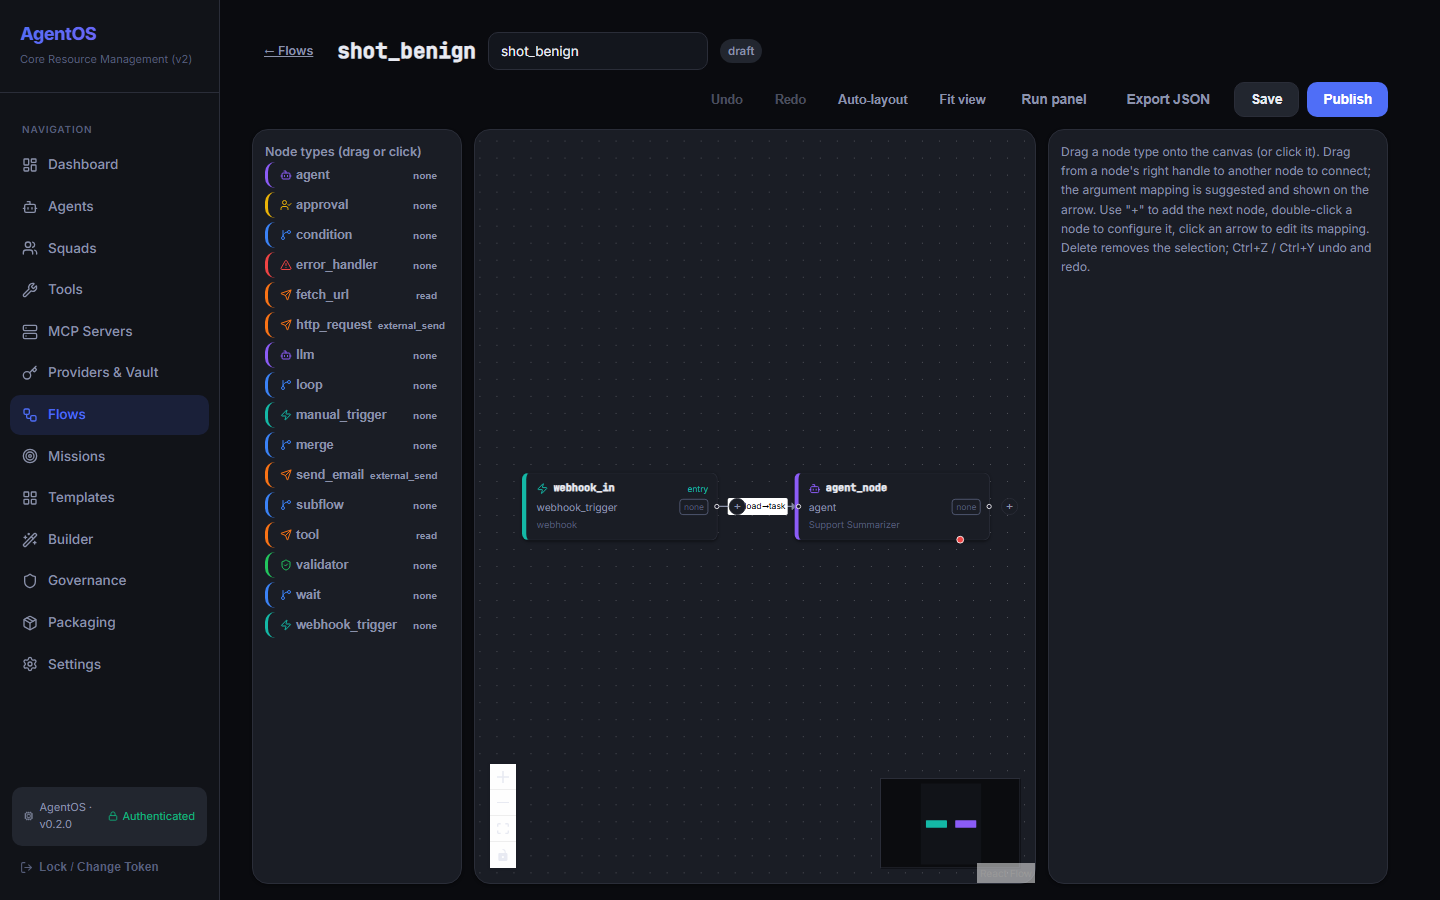 AgentOS
Core Resource Management (v2)
NAVIGATION
Dashboard
Agents
Squads
Tools
MCP Servers
Providers & Vault
Flows
Missions
Templates
Builder
Governance
Packaging
Settings
AgentOS · v0.2.0
Authenticated
Lock / Change Token
← Flows
shot_benign
shot_benign
draft
Undo
Redo
Auto-layout
Fit view
Run panel
Export JSON
Save
Publish
Node types (drag or click)
agent none
approval none
condition none
error_handler none
fetch_url read
http_request external_send
llm none
loop none
manual_trigger none
merge none
send_email external_send
subflow none
tool read
validator none
wait none
webhook_trigger none
webhook_in entry
webhook_trigger none
webhook
+ oad→task
agent_node
agent none +
Support Summarizer
Drag a node type onto the canvas (or click it). Drag
from a node's right handle to another node to connect;
the argument mapping is suggested and shown on the
arrow. Use "+" to add the next node, double-click a
node to configure it, click an arrow to edit its mapping.
Delete removes the selection; Ctrl+Z / Ctrl+Y undo and
redo.